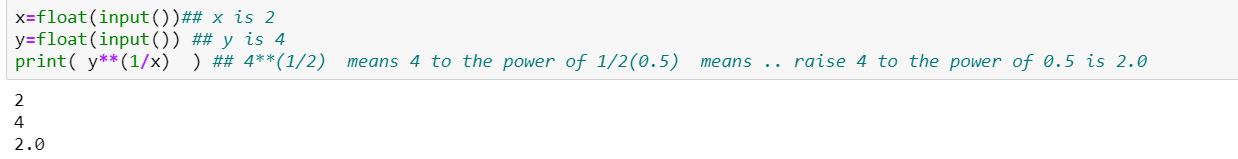 x=float(input())## x is 2
y=float(input()) ## y is 4
print( y**(1/x)  ) ## 4**(1/2)  means 4 to the power of 1/2(0.5)  means .. raise 4 to the power of 0.5 is 2.0
2
4
2.0